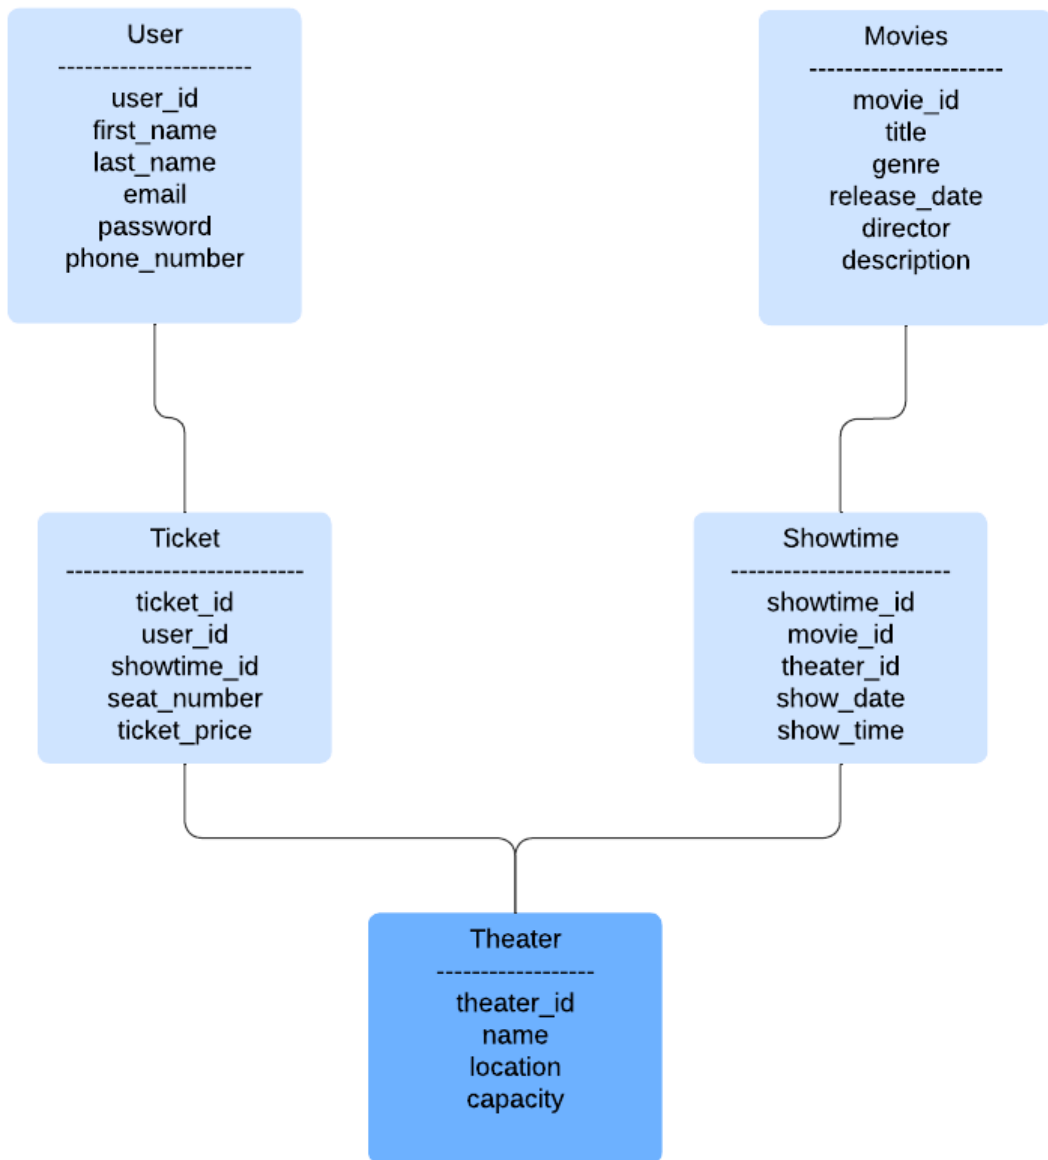 User
----------------------
user_id
first_name
last_name
email
password
phone_number
Movies
----------------------
movie_id
title
genre
release_date
director
description
Ticket
---------------------------
ticket_id
user_id
showtime_id
seat_number
ticket_price
Showtime
-------------------------
showtime_id
movie_id
theater_id
show_date
show_time
Theater
------------------
theater_id
name
location
capacity